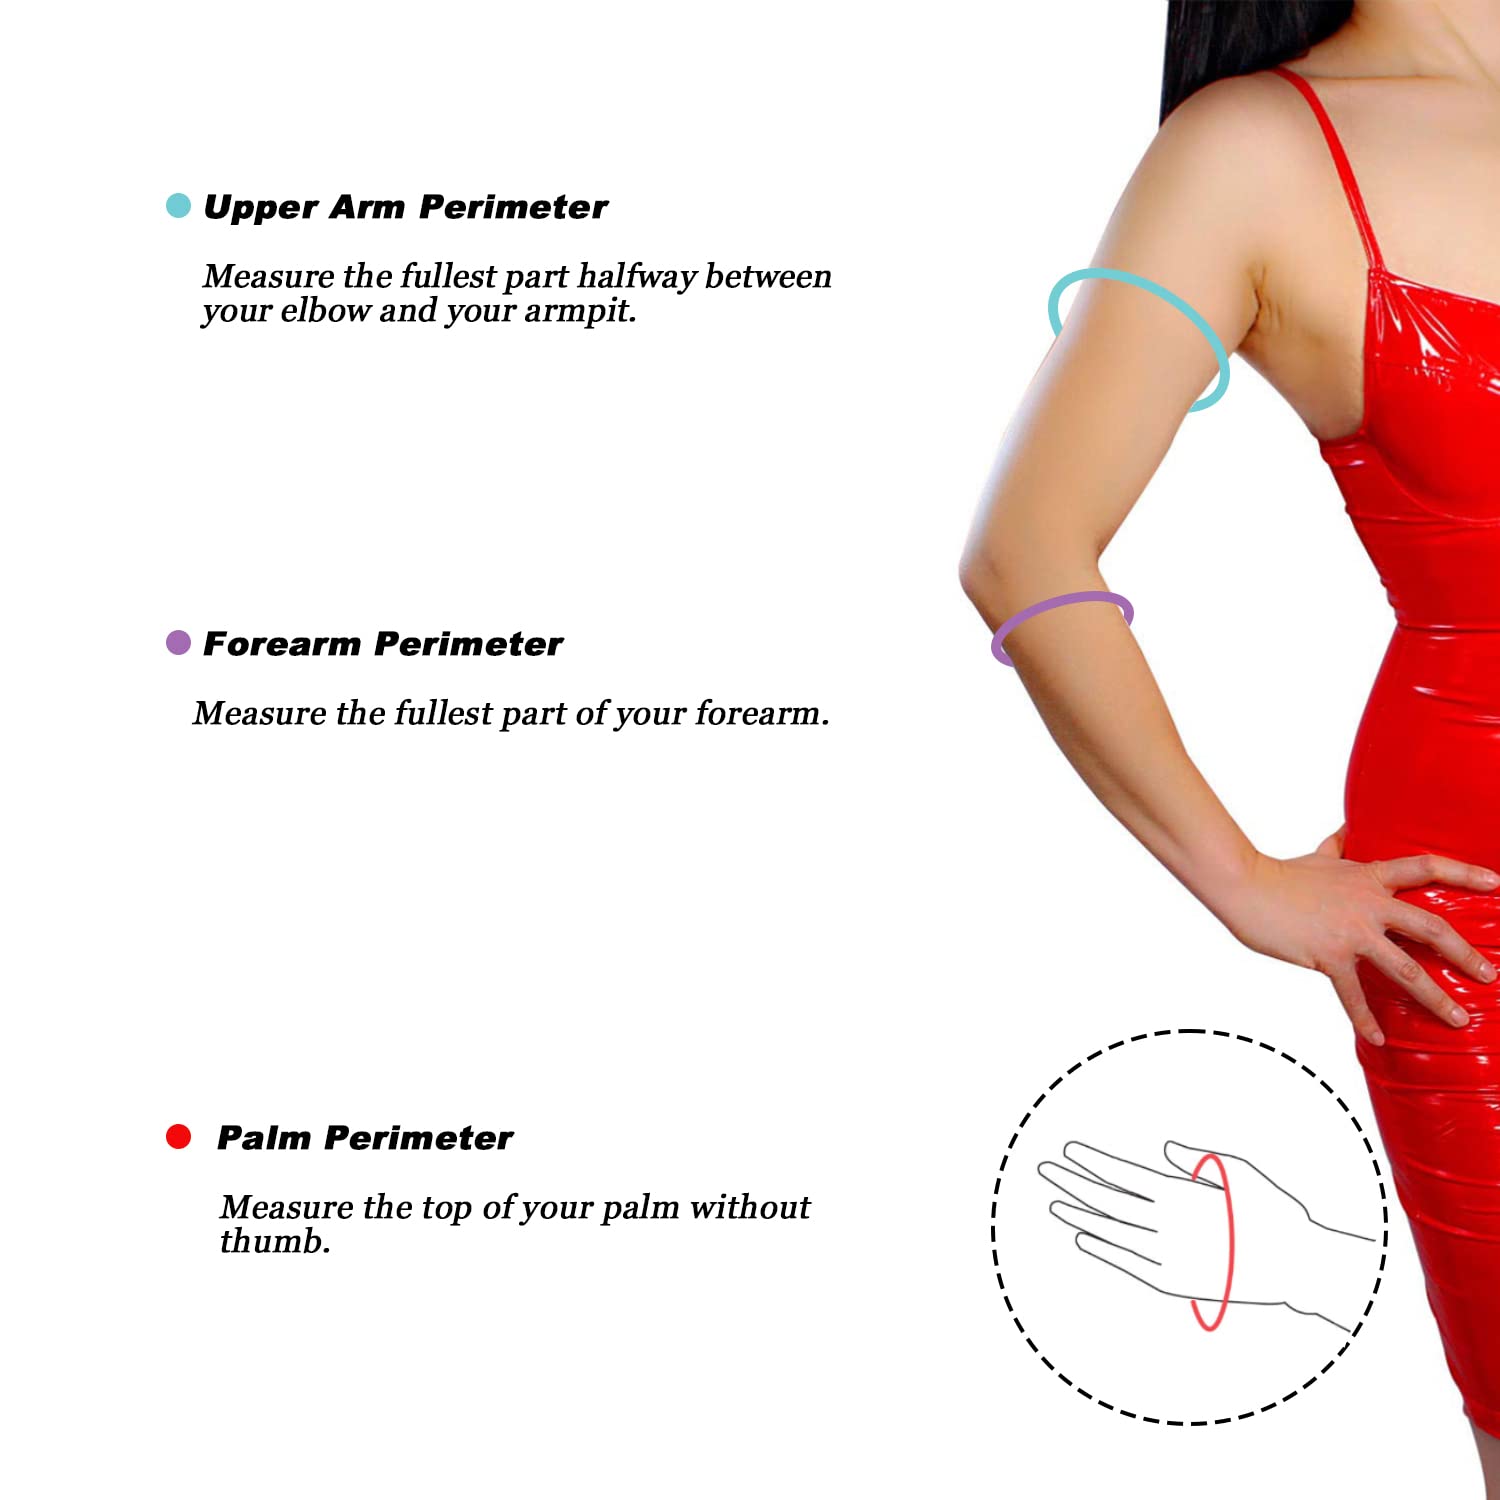 Upper Arm Perimeter
Measure the fullest part halfway between
your elbow and your armpit.
Forearm Perimeter
Measure the fullest part of your forearm.
Palm Perimeter
Measure the top of your palm without
thumb.